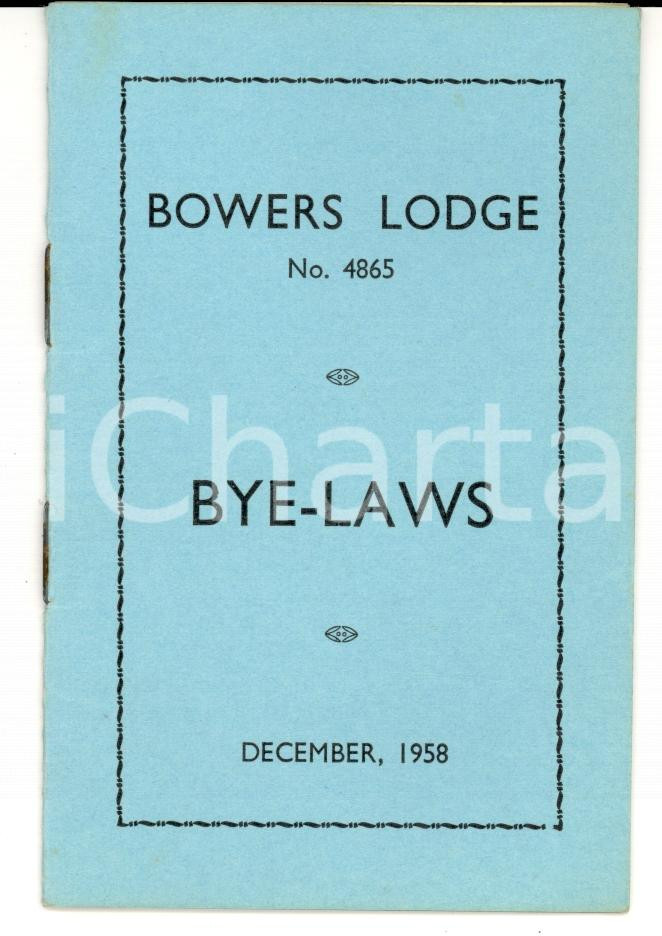 BOWERS LODGE
No. 4865
iCharta
BYE-LAWS
DECEMBER, 1958